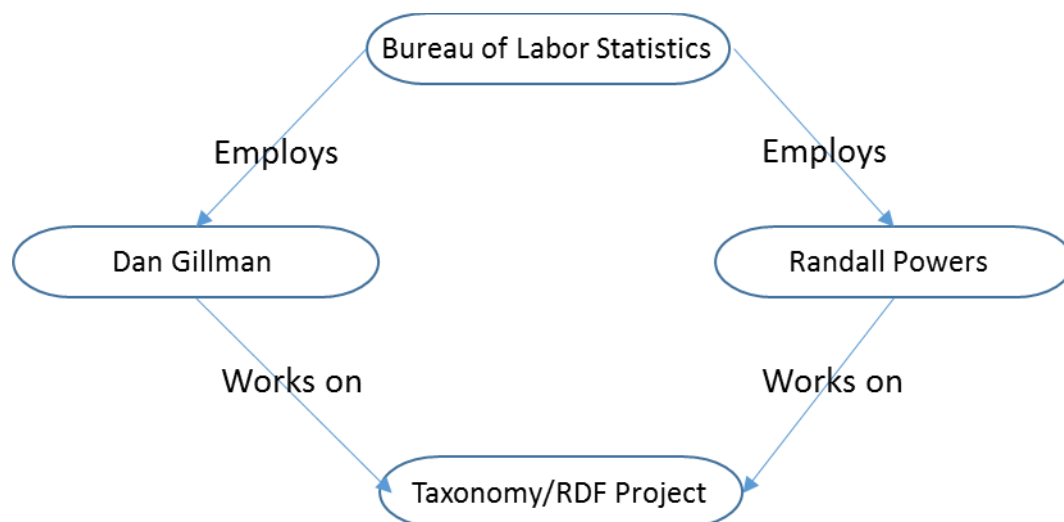 Bureau of Labor Statistics
Employs
Employs
Dan Gillman
Randall Powers
Works on
Works on
Taxonomy/RDF Project